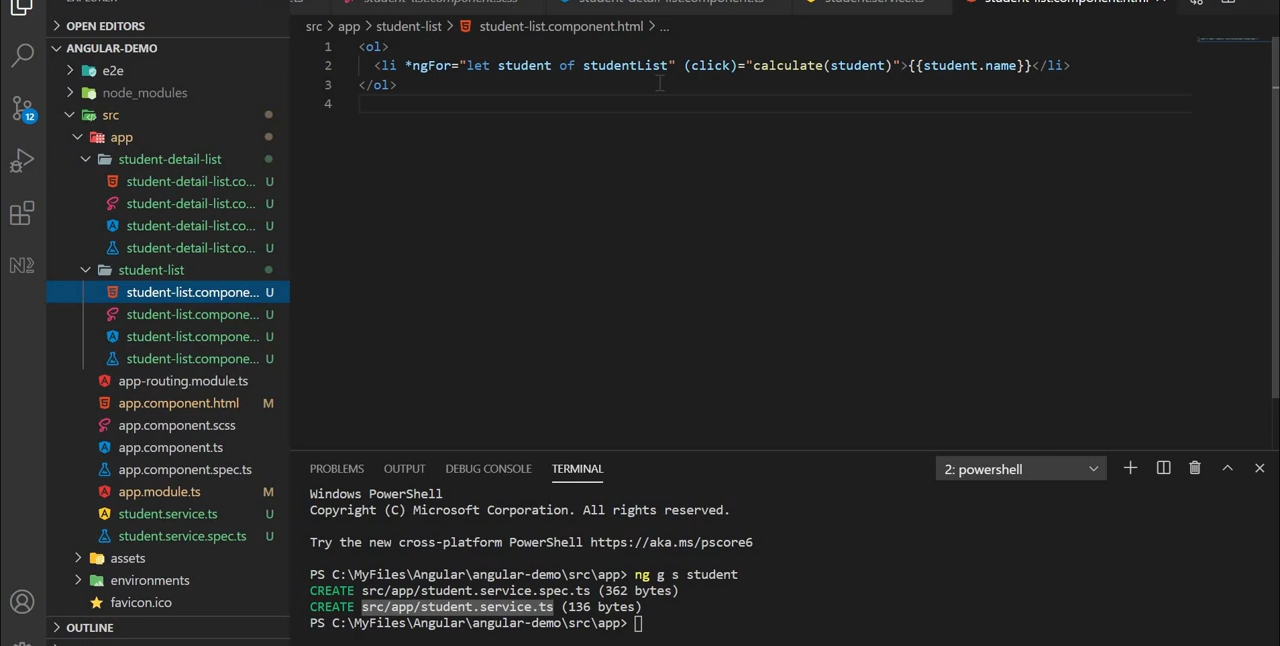 OPEN EDITORS
ANGULAR-DEMO
e2e
node_modules
src
app
student-detail-list
student-detail-list.co... U
student-detail-list.co... U
student-detail-list.co... U
student-detail-list.co... U
student-list
student-list.compone... U
student-list.compone... U
student-list.compone... U
student-list.compone... U
app-routing.module.ts
app.component.html M
app.component.scss
app.component.ts
app.component.spec.ts
app.module.ts M
student.service.ts U
student.service.spec.ts U
assets
environments
favicon.ico
OUTLINE
12
src > app > student-list > student-list.component.html > ...
1 <ol>
2 <li *ngFor="let student of studentList" (click)="calculate(student)">{{student.name}}</li>
3 </ol>
4
PROBLEMS OUTPUT DEBUG CONSOLE TERMINAL 2: powershell
Windows PowerShell
Copyright (C) Microsoft Corporation. All rights reserved.
Try the new cross-platform PowerShell https://aka.ms/pscore6
PS C:\MyFiles\Angular\angular-demo\src\app> ng g s student
CREATE src/app/student.service.spec.ts (362 bytes)
CREATE src/app/student.service.ts (136 bytes)
PS C:\MyFiles\Angular\angular-demo\src\app>